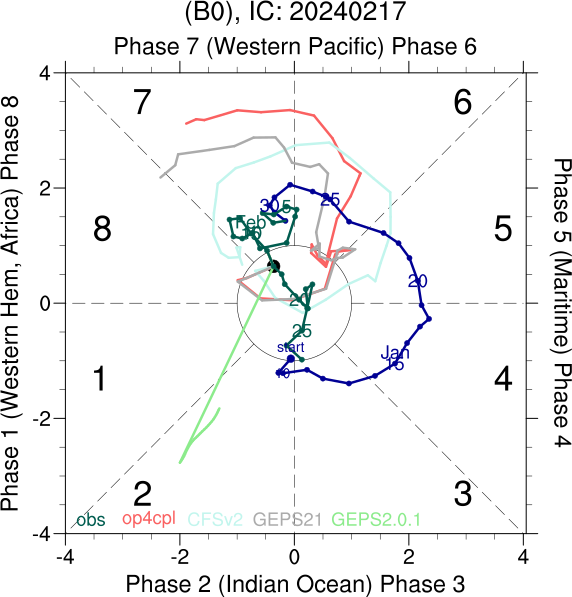 (B0), IC: 20240217
Phase 7 (Western Pacific) Phase 6
4
7
6
Phase 1 (Western Hem, Africa) Phase 8
2
30
5
25
8
Feb
5
Phase 5 (Maritime) Phase 4
20
0
20
25
start
Jan
15
10
1
4
-2
2
3
obs op4cpl CFSv2 GEPS21 GEPS2.0.1
-4
-4 -2 0 2 4
Phase 2 (Indian Ocean) Phase 3